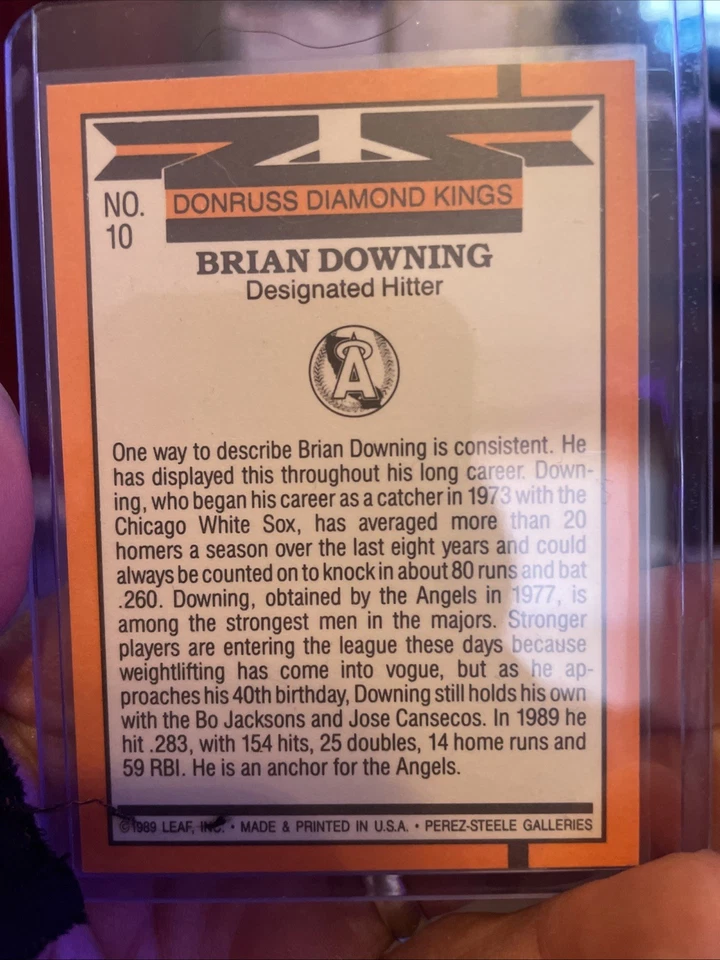 NO.
10
DONRUSS DIAMOND KINGS
BRIAN DOWNING
Designated Hitter
A
One way to describe Brian Downing is consistent. He
has displayed this throughout his long career. Down-
ing, who began his career as a catcher in 1973 with the
Chicago White Sox, has averaged more than 20
homers a season over the last eight years and could
always be counted on to knock in about 80 runs and bat
.260. Downing, obtained by the Angels in 1977, is
among the strongest men in the majors. Stronger
players are entering the league these days because
weightlifting has come into vogue, but as he ap-
proaches his 40th birthday, Downing still holds his own
with the Bo Jacksons and Jose Cansecos. In 1989 he
hit .283, with 154 hits, 25 doubles, 14 home runs and
59 RBI. He is an anchor for the Angels.
©1989 LEAF, INC. • MADE & PRINTED IN U.S.A. • PEREZ-STEELE GALLERIES